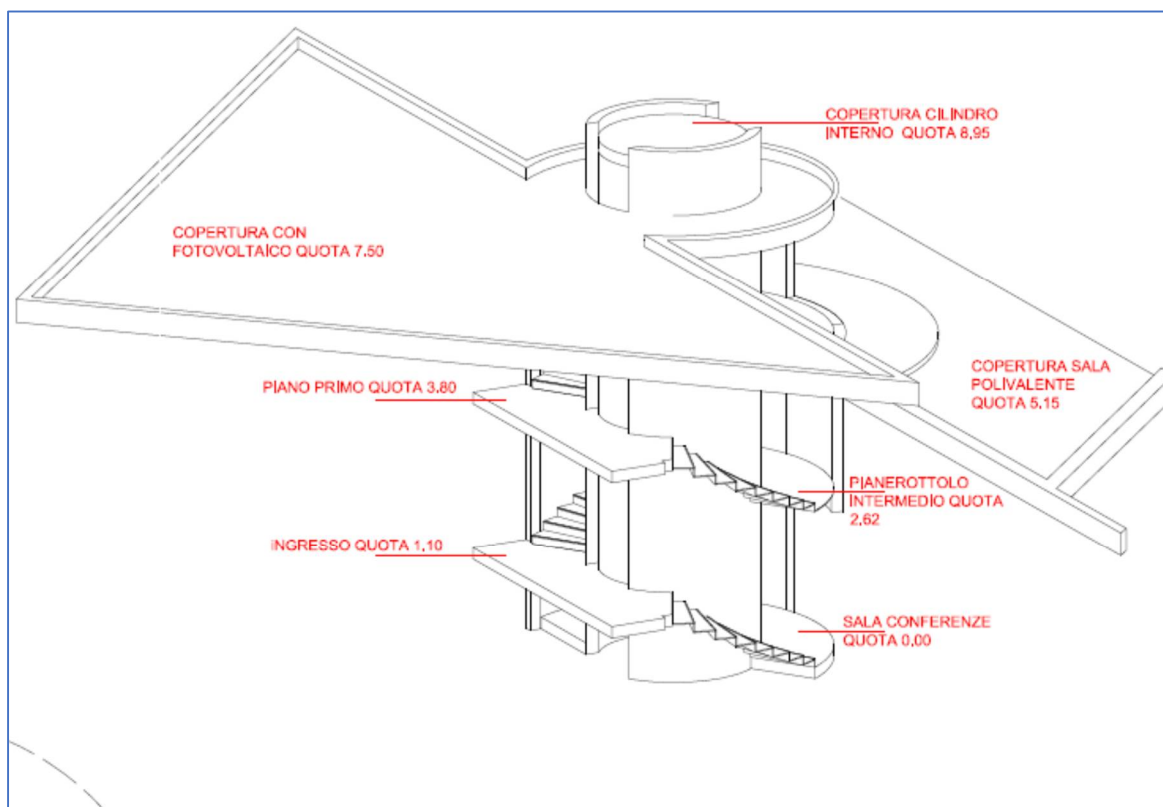 COPERTURA CILINDRO
INTERNO QUOTA 8,95
COPERTURA CON
FOTOVOLTAICO QUOTA 7.50
COPERTURA SALA
POLIVALENTE
QUOTA 5,15
PIANO PRIMO QUOTA 3.80
PIANEROTTOLO
INTERMEDIO QUOTA
2,62
INGRESSO QUOTA 1,10
SALA CONFERENZE
QUOTA 0,00